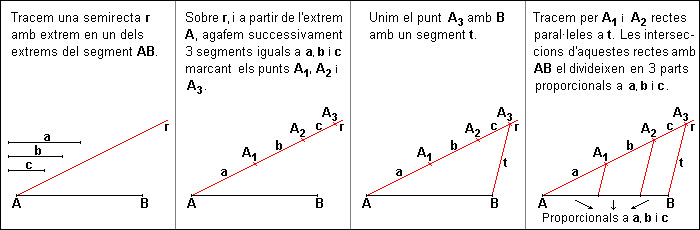 Tracem una semirecta r
amb extrem en un dels
extrems del segment AB.
a
b
c
r
A
B
Sobre r, i a partir de l'extrem
A, agafem successivament
3 segments iguals a a, b i c
marcant els punts A1, A2 i
A3.
A3
A2
c
r
b
A1
a
A
B
Unim el punt A3 amb B
amb un segment t.
A3
A2
c
r
b
A1
t
a
A
B
Tracem per A1 i A2 rectes
paral·leles a t. Les intersec-
cions d'aquestes rectes amb
AB el divideixen en 3 parts
proporcionals a a, b i c.
A3
A2
c
r
b
A1
t
a
A
B
Proporcionals a a, b i c